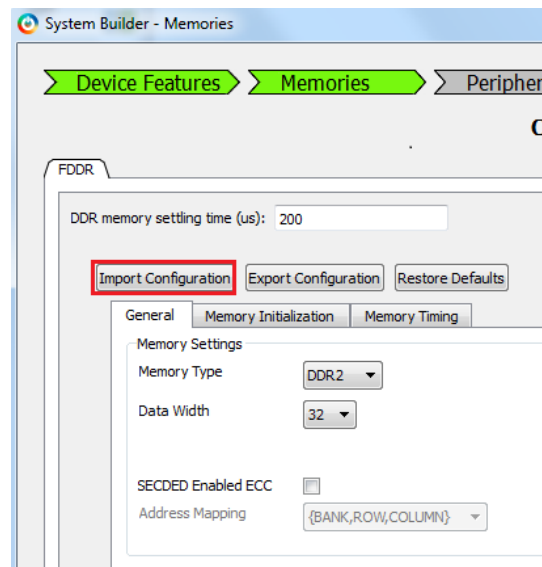 System Builder - Memories
Device Features Memories Peripher
C
FDDR
DDR memory settling time (us): 200
Import Configuration Export Configuration Restore Defaults
General Memory Initialization Memory Timing
Memory Settings
Memory Type DDR2
Data Width 32
SECDED Enabled ECC
Address Mapping {BANK,ROW,COLUMN}